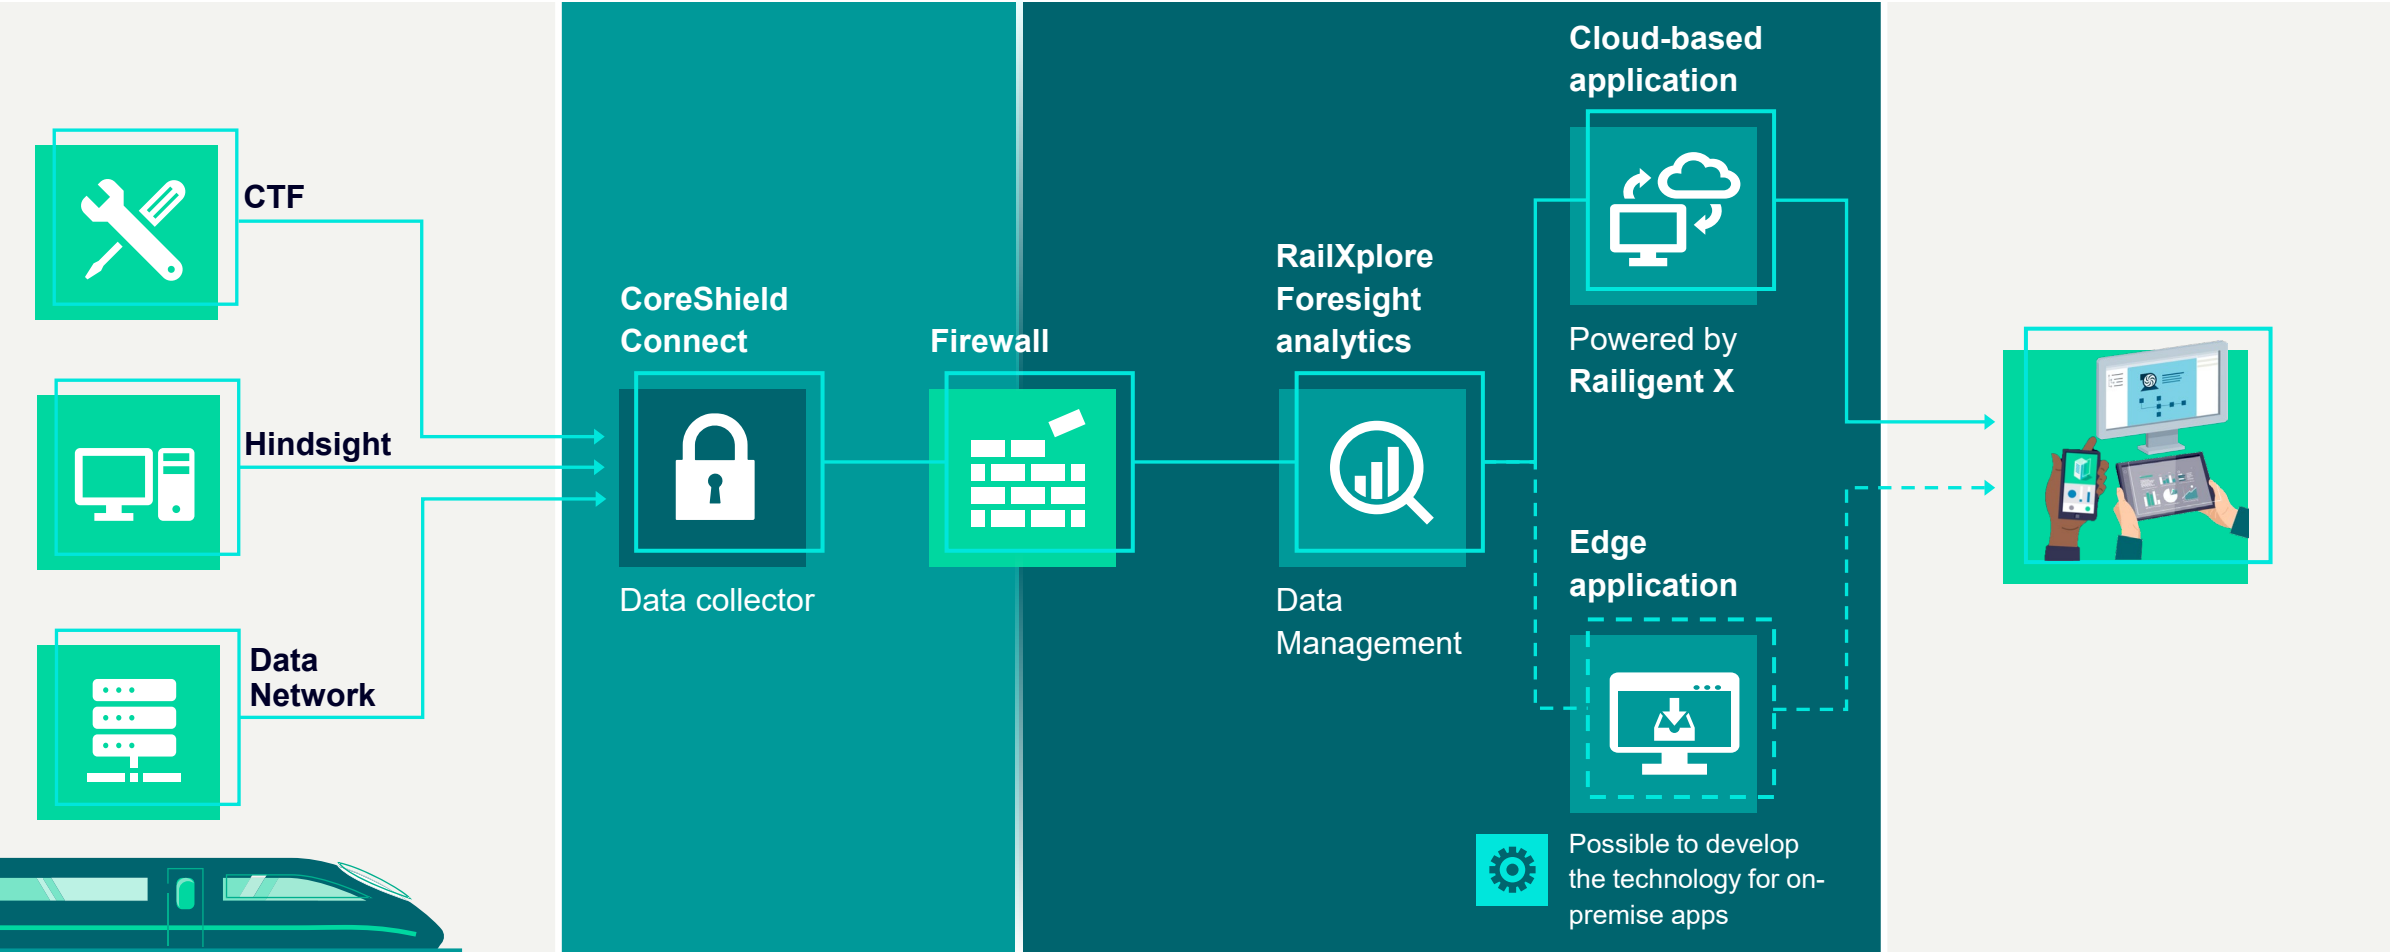 CTF
Hindsight
Data
Network
CoreShield
Connect
Data collector
Firewall
RailXplore
Foresight
analytics
Data
Management
Cloud-based
application
Powered by
Railigent X
Edge
application
Possible to develop
the technology for on-
premise apps